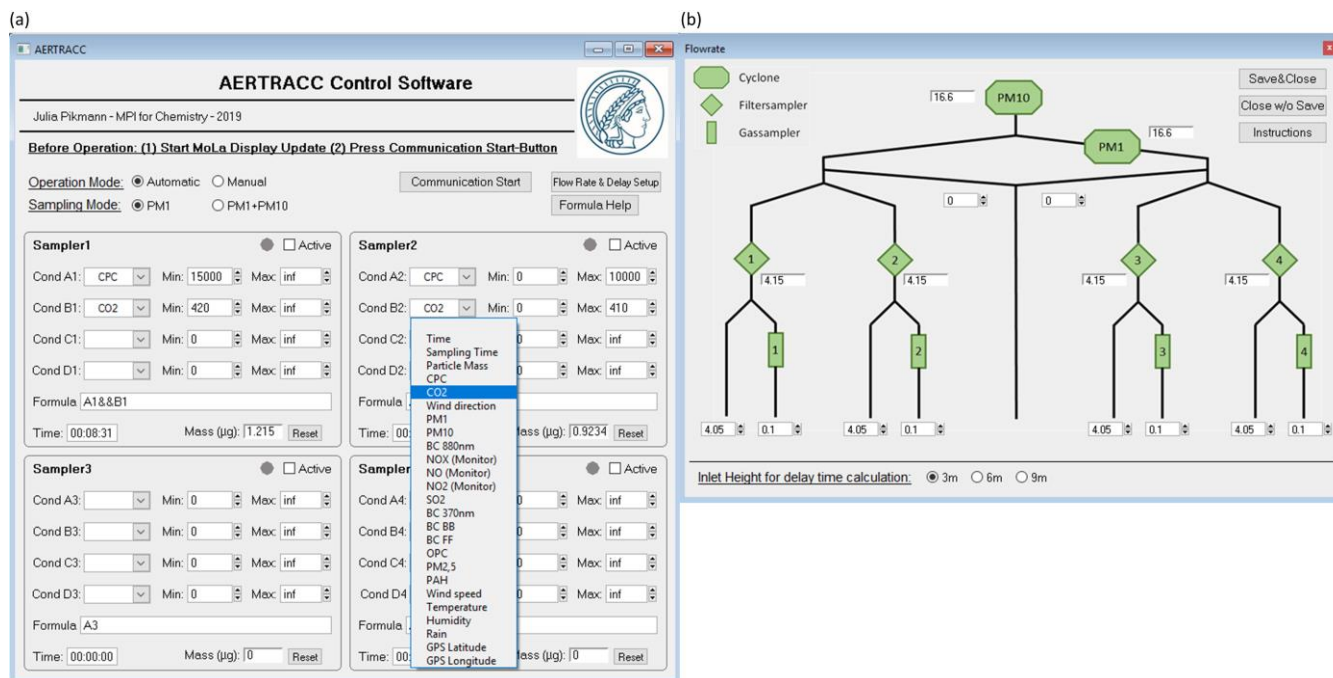 (a)
AERTRACC
AERTRACC Control Software
Julia Pikmann - MPI for Chemistry - 2019
Before Operation: (1) Start MoLa Display Update (2) Press Communication Start-Button
Operation Mode: Automatic Manual Communication Start Flow Rate & Delay Setup
Sampling Mode: PM1 PM1+PM10 Formula Help
Sampler1 Active
Cond A1: CPC Min: 15000 Max: inf
Cond B1: CO2 Min: 420 Max: inf
Cond C1: Min: 0 Max: inf
Cond D1: Min: 0 Max: inf
Formula A1&&B1
Time: 00:08:31 Mass (µg): 1.215 Reset
Sampler2 Active
Cond A2: CPC Min: 0 Max: 10000
Cond B2: CO2 Min: 0 Max: 410
Cond C2: 0 Max: inf
Cond D2: 0 Max: inf
Formula
Time: 00: (µg): 0.9234 Reset
Time
Sampling Time
Particle Mass
CPC
CO2
Wind direction
PM1
PM10
BC 880nm
NOX (Monitor)
NO (Monitor)
NO2 (Monitor)
SO2
BC 370nm
BC BB
BC FF
OPC
PM2,5
PAH
Wind speed
Temperature
Humidity
Rain
GPS Latitude
GPS Longitude
Sampler3 Active
Cond A3: Min: 0 Max: inf
Cond B3: Min: 0 Max: inf
Cond C3: Min: 0 Max: inf
Cond D3: Min: 0 Max: inf
Formula A3
Time: 00:00:00 Mass (µg): 0 Reset
Sampler Active
Cond A4: 0 Max: inf
Cond B4: 0 Max: inf
Cond C4: 0 Max: inf
Cond D4 0 Max: inf
Formula
Time: 00: (µg): 0 Reset
(b)
Flowrate
Cyclone
Filtersampler
Gassampler
Save&Close
Close w/o Save
Instructions
16.6 PM10
PM1 16.6
0 0
1 2 3 4
4.15 4.15 4.15 4.15
1 2 3 4
4.05 0.1 4.05 0.1 4.05 0.1 4.05 0.1
Inlet Height for delay time calculation: 3m 6m 9m